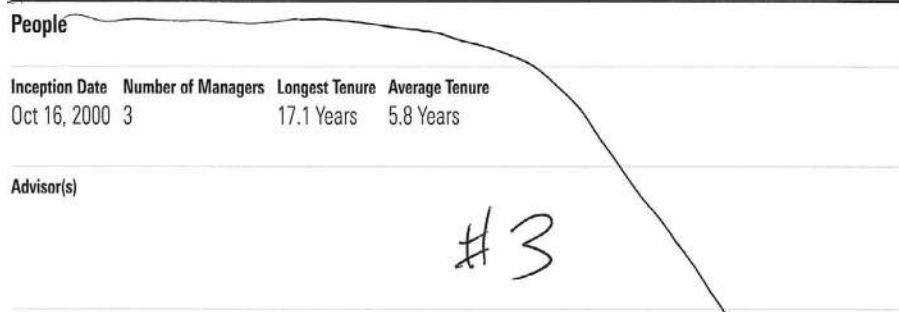 People
Inception Date Number of Managers Longest Tenure Average Tenure
Oct 16, 2000 3 17.1 Years 5.8 Years
Advisor(s)
#3